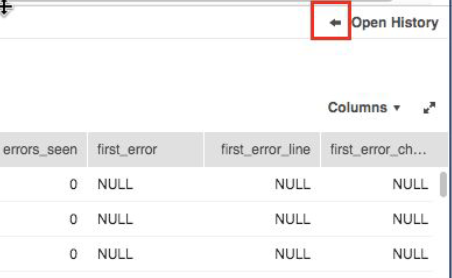 Open History
Columns
errors_seen first_error first_error_line first_error_ch...
0 NULL NULL NULL
0 NULL NULL NULL
0 NULL NULL NULL